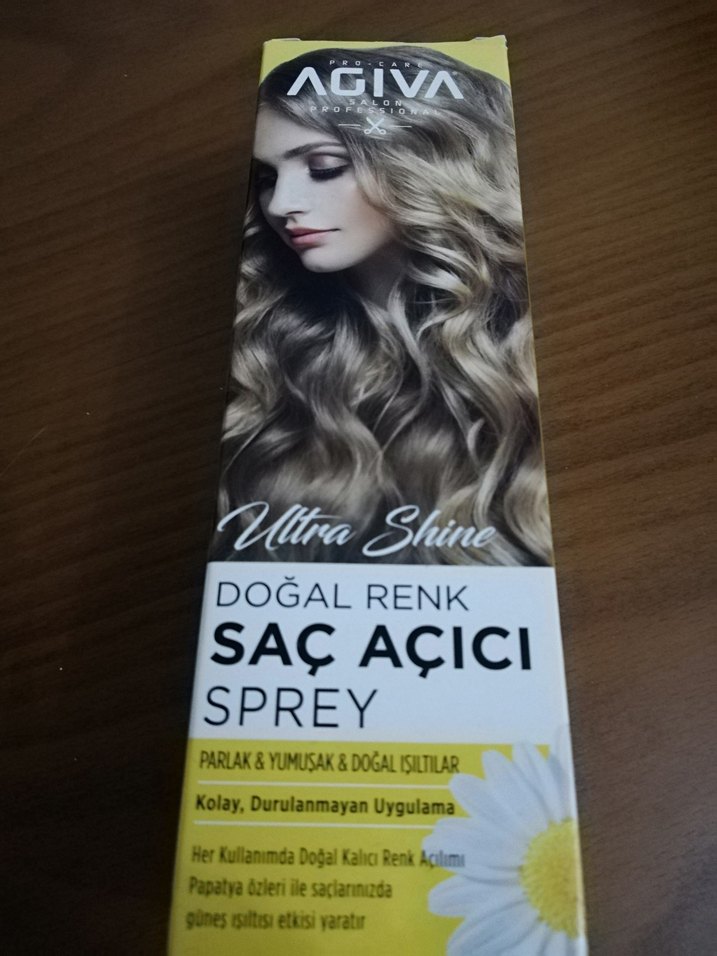 PRO-CARE
AGIVA
SALON
PROFESSIONAL
Ultra Shine
DOĞAL RENK
SAÇ AÇICI
SPREY
PARLAK & YUMUŞAK & DOĞAL IŞILTILAR
Kolay, Durulanmayan Uygulama
Her Kullanımda Doğal Kalıcı Renk Açılımı
Papatya özleri ile saçlarınızda
güneş ışıltısı etkisi yaratır